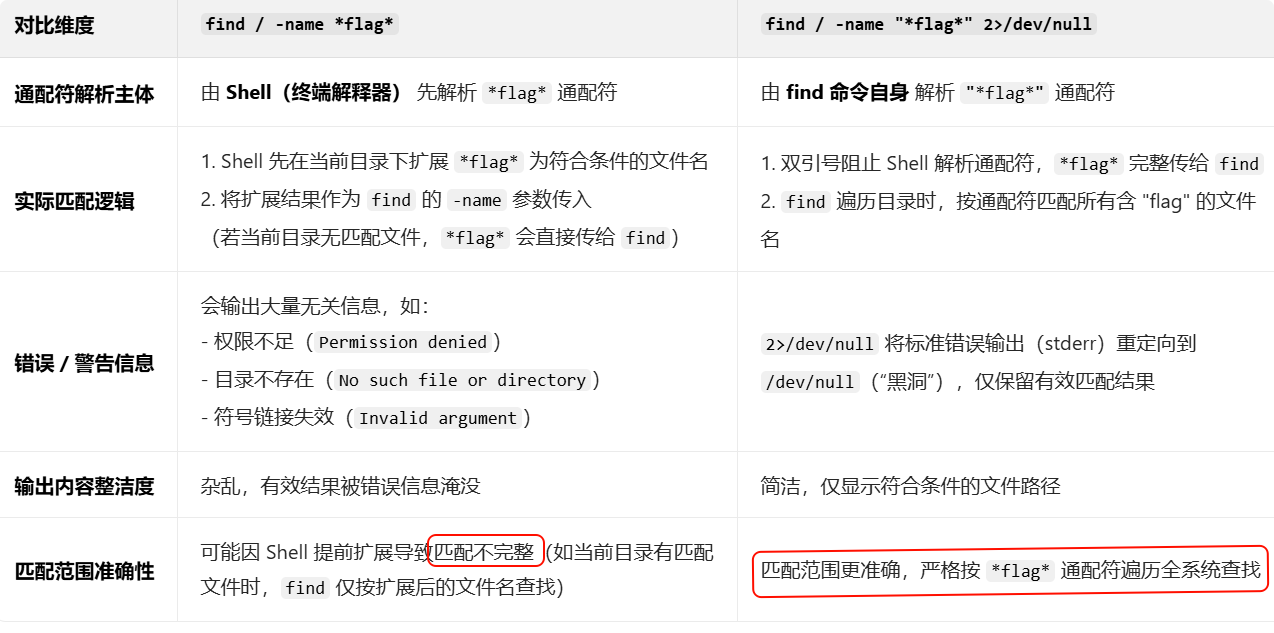 对比维度
find / -name *flag*
find / -name "*flag*" 2>/dev/null
通配符解析主体
由 Shell（终端解释器） 先解析 *flag* 通配符
由 find 命令自身 解析 "*flag*" 通配符
实际匹配逻辑
1. Shell 先在当前目录下扩展 *flag* 为符合条件的文件名
2. 将扩展结果作为 find 的 -name 参数传入
（若当前目录无匹配文件， *flag* 会直接传给 find ）
1. 双引号阻止 Shell 解析通配符， *flag* 完整传给 find
2. find 遍历目录时，按通配符匹配所有含 "flag" 的文件
名
错误 / 警告信息
会输出大量无关信息，如：
- 权限不足（ Permission denied ）
- 目录不存在（ No such file or directory ）
- 符号链接失效（ Invalid argument ）
2>/dev/null 将标准错误输出（stderr）重定向到
/dev/null （“黑洞”），仅保留有效匹配结果
输出内容整洁度
杂乱，有效结果被错误信息淹没
简洁，仅显示符合条件的文件路径
匹配范围准确性
可能因 Shell 提前扩展导致匹配不完整（如当前目录有匹配
文件时， find 仅按扩展后的文件名查找）
匹配范围更准确，严格按 *flag* 通配符遍历全系统查找